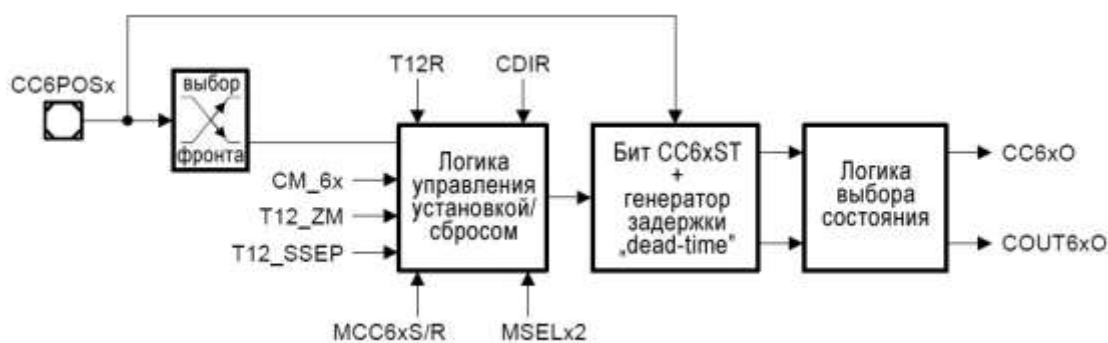 T12R
CDIR
CC6POSx
выбор
фронта
CM_6x
T12_ZM
T12_SSEP
Логика
управления
установкой/
сбросом
Бит CC6xST
+
генератор
задержки
„dead-time”
Логика
выбора
состояния
CC6xO
COUT6xO
MCC6xS/R
MSELx2